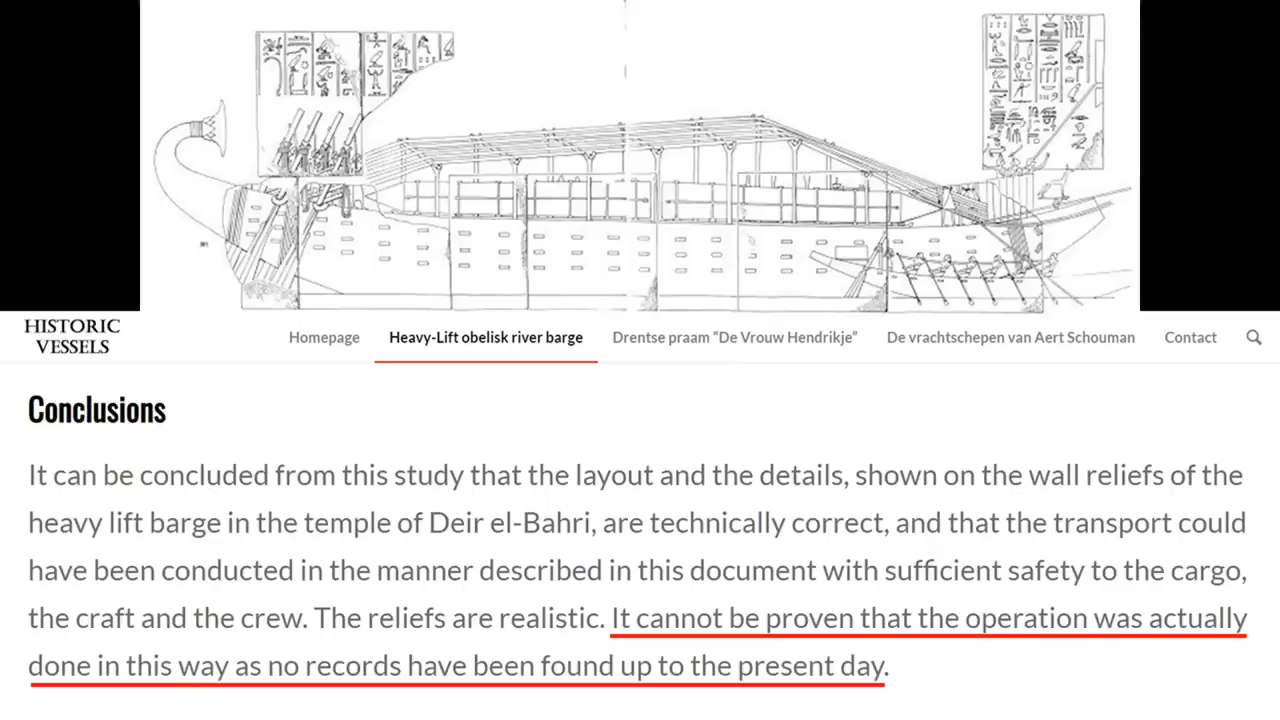 HISTORIC
VESSELS
Homepage
Heavy-Lift obelisk river barge
Drentse praam “De Vrouw Hendrikje”
De vrachtschepen van Aert Schouman
Contact
Conclusions
It can be concluded from this study that the layout and the details, shown on the wall reliefs of the
heavy lift barge in the temple of Deir el-Bahri, are technically correct, and that the transport could
have been conducted in the manner described in this document with sufficient safety to the cargo,
the craft and the crew. The reliefs are realistic. It cannot be proven that the operation was actually
done in this way as no records have been found up to the present day.